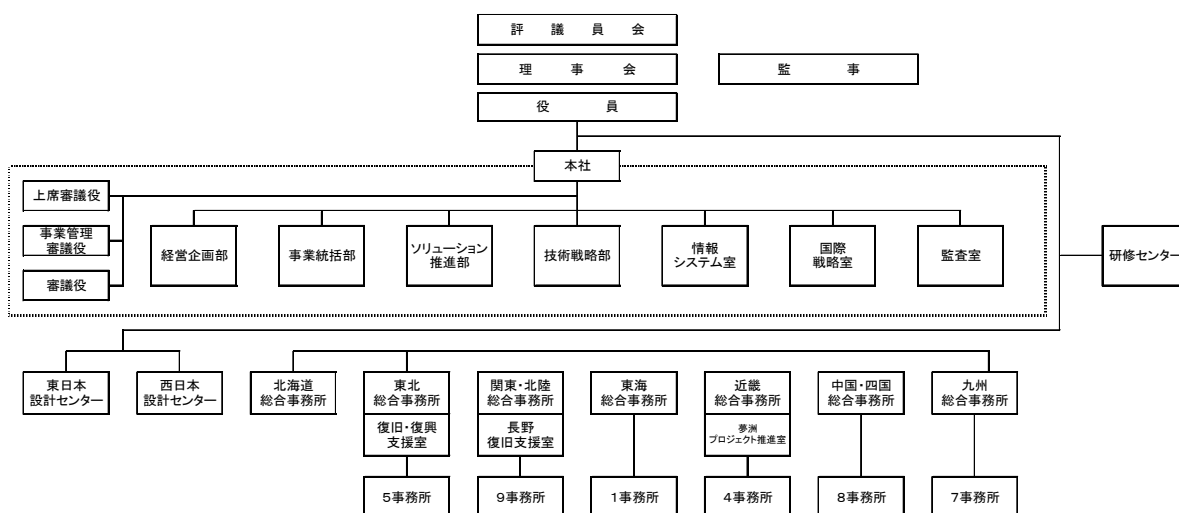 評議員会
理事会
監事
役員
本社
上席審議役
事業管理
審議役
審議役
経営企画部
事業統括部
ソリューション
推進部
技術戦略部
情報
システム室
国際
戦略室
監査室
研修センター
東日本
設計センター
西日本
設計センター
北海道
総合事務所
東北
総合事務所
復旧・復興
支援室
関東・北陸
総合事務所
長野
復旧支援室
東海
総合事務所
近畿
総合事務所
夢洲
プロジェクト推進室
中国・四国
総合事務所
九州
総合事務所
5事務所
9事務所
1事務所
4事務所
8事務所
7事務所